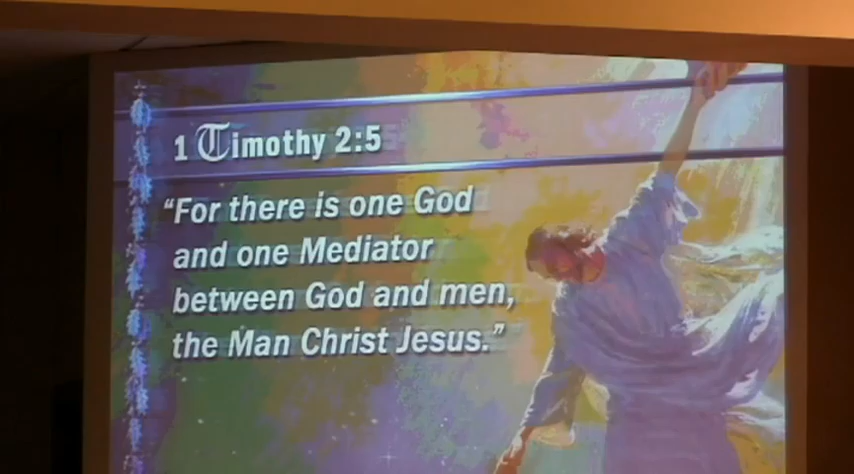 1 Timothy 2:5
“For there is one God
and one Mediator
between God and men,
the Man Christ Jesus.”